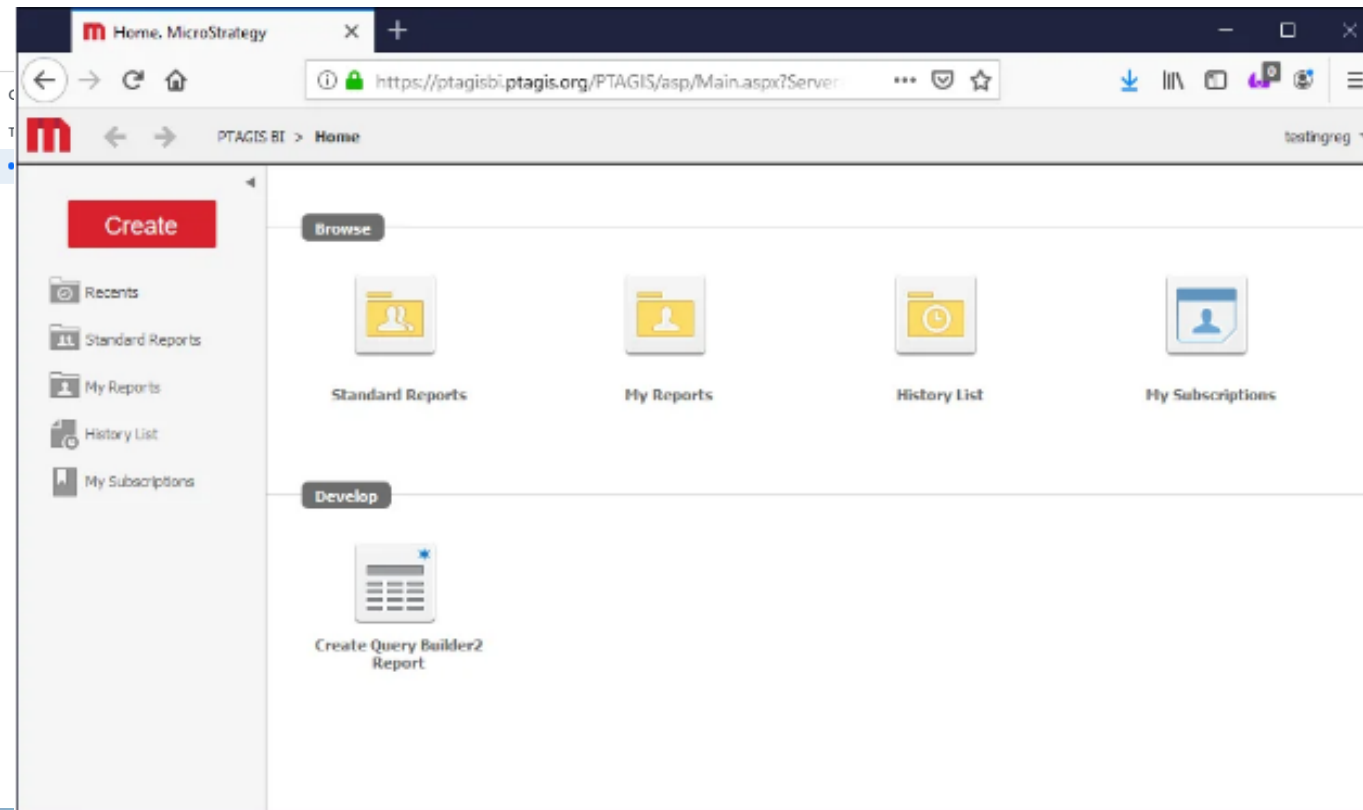 Home. MicroStrategy
https://ptagisbi.ptagis.org/PTAGIS/asp/Main.aspx?Server
0
PTAGIS BI > Home
testingreg
Create
Recents
Standard Reports
My Reports
History List
My Subscriptions
Browse
Standard Reports
My Reports
History List
My Subscriptions
Develop
Create Query Builder2
Report